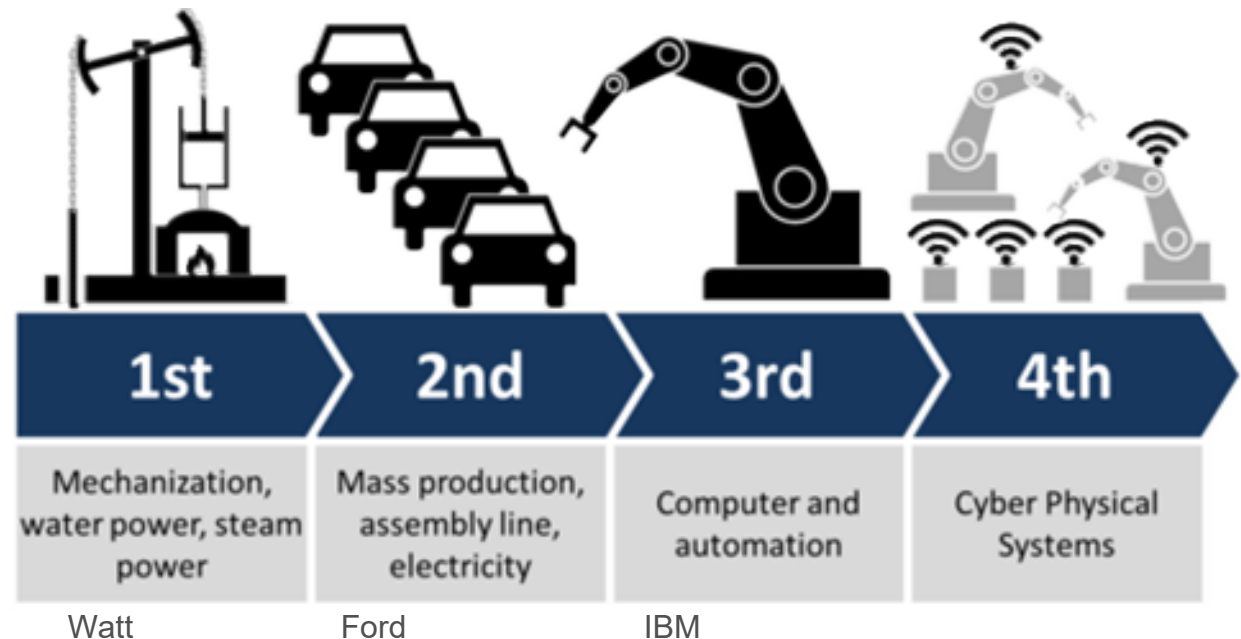 1st
2nd
3rd
4th
Mechanization,
water power, steam
power
Mass production,
assembly line,
electricity
Computer and
automation
Cyber Physical
Systems
Watt
Ford
IBM